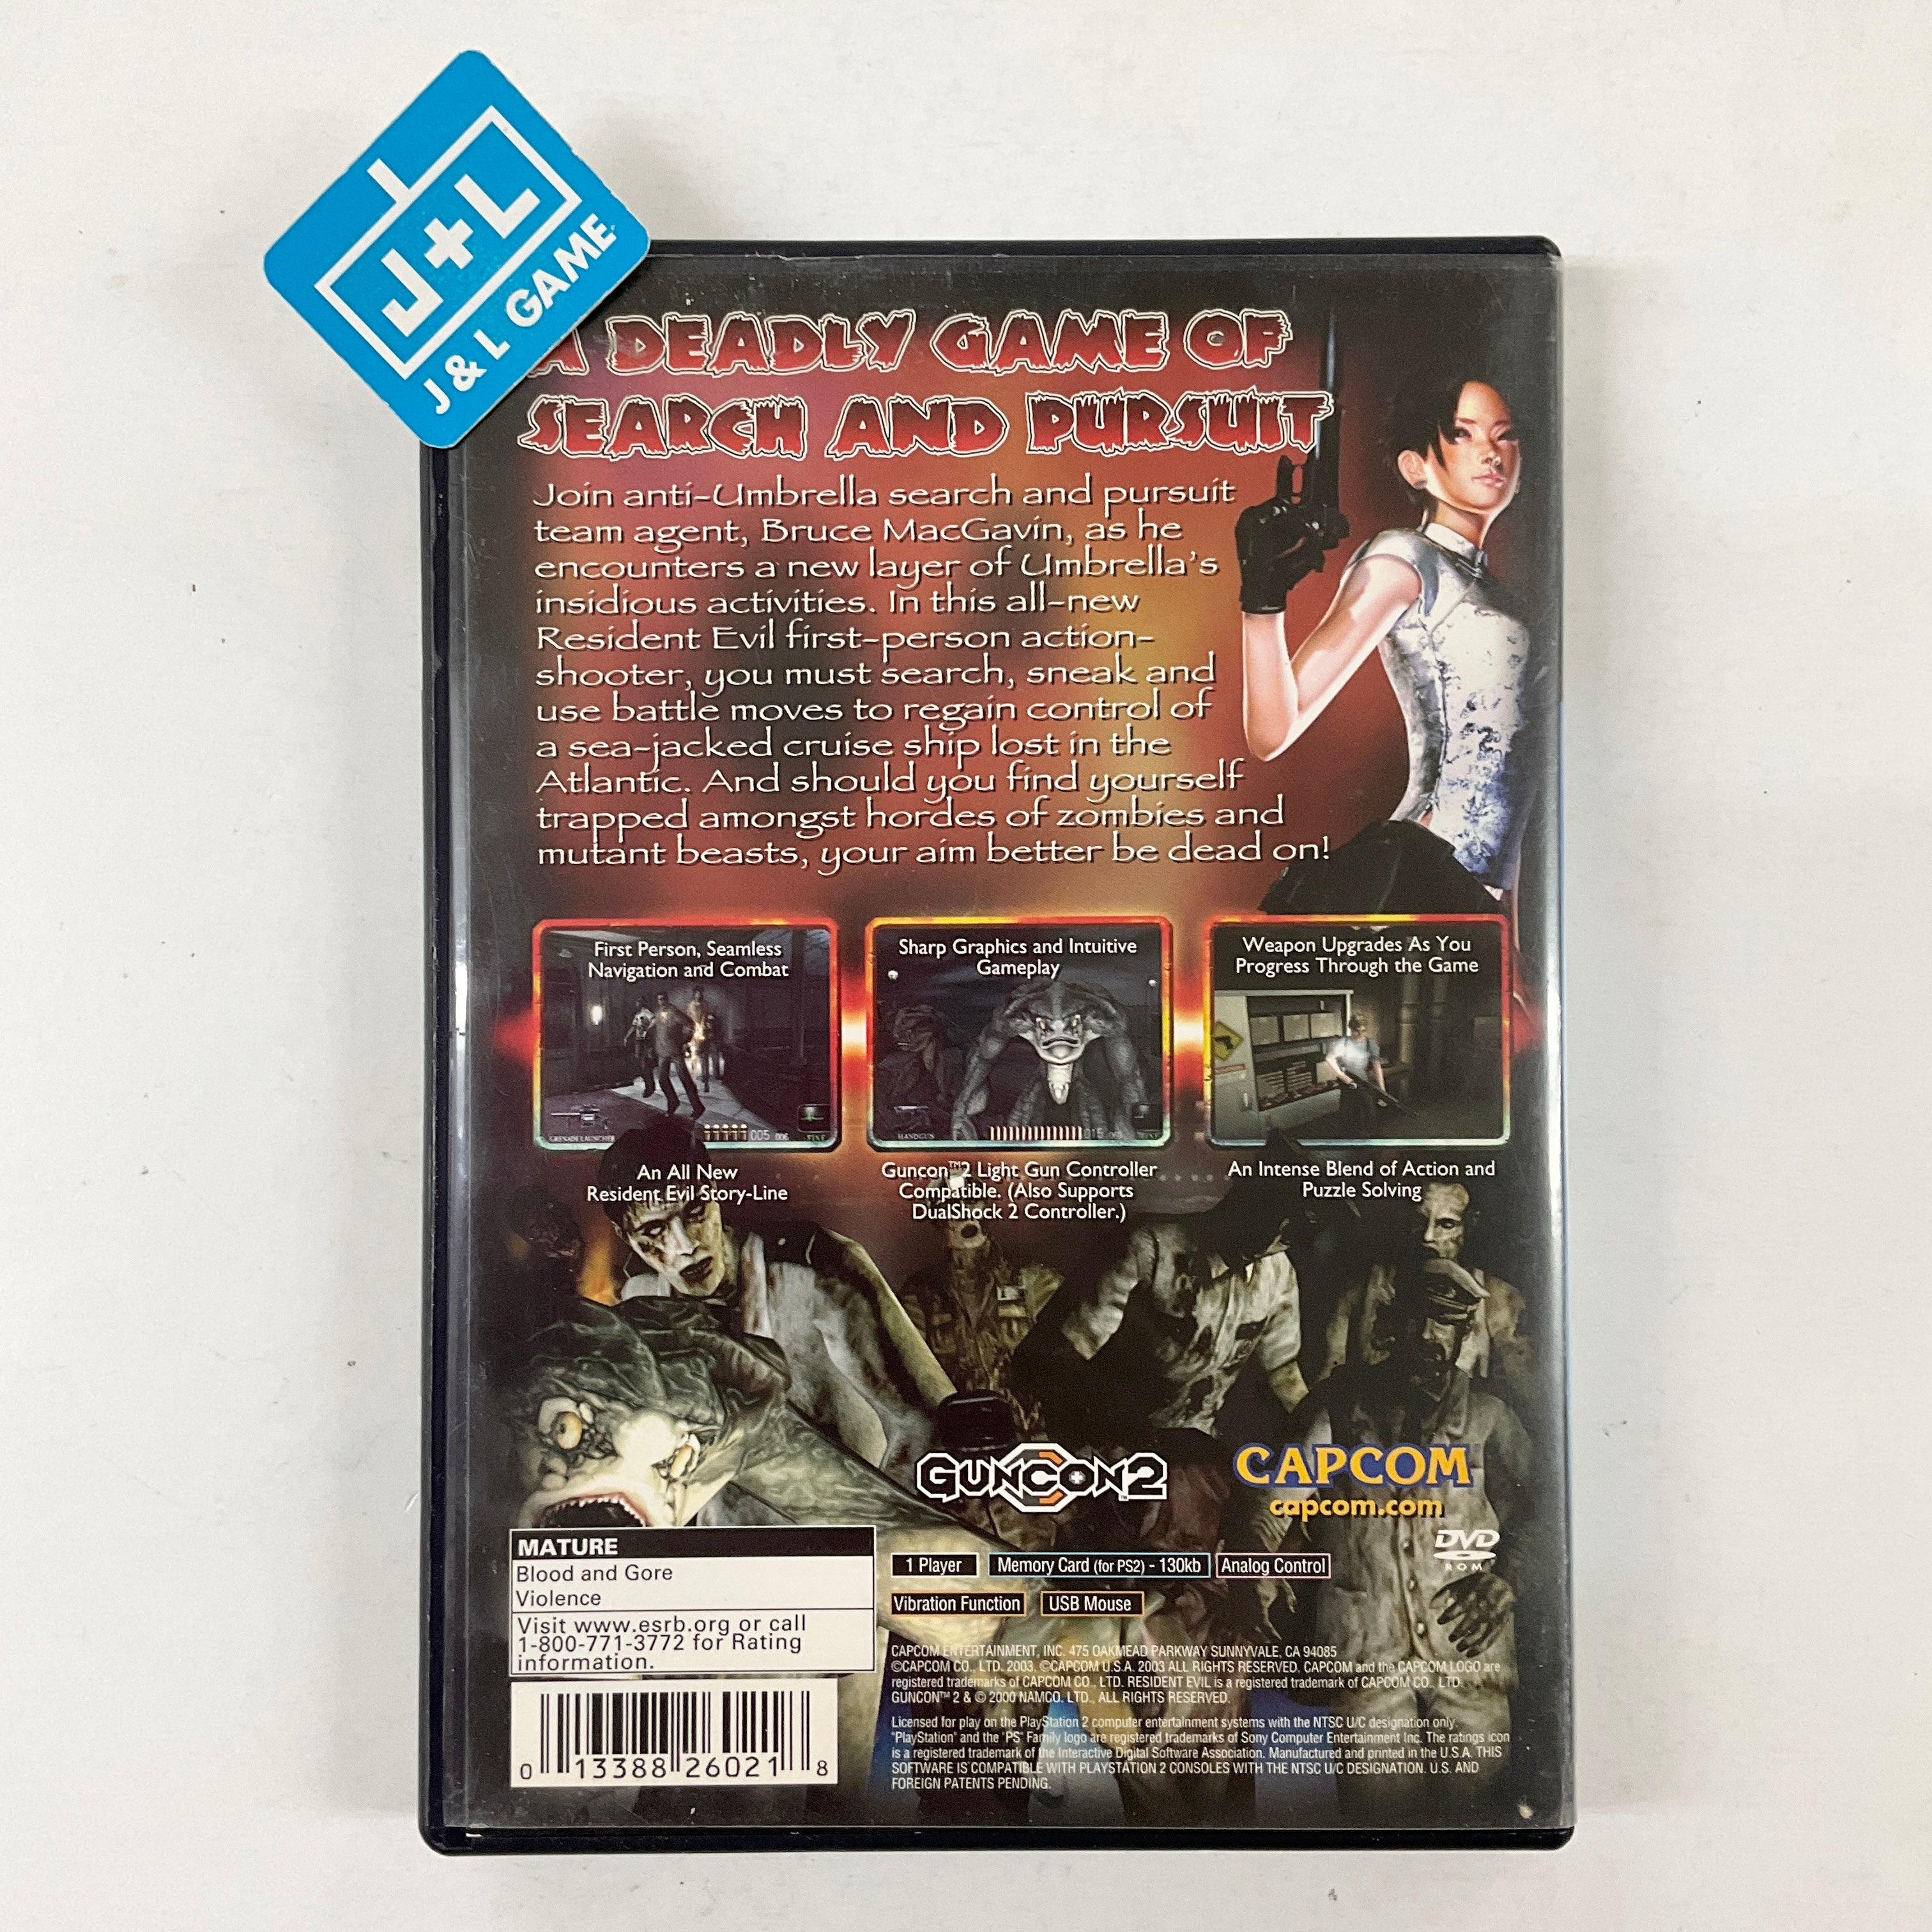 J+L
J & L GAME
A DEADLY GAME OF
SEARCH AND PURSUIT
Join anti-Umbrella search and pursuit
team agent, Bruce MacGavin, as he
encounters a new layer of Umbrella's
insidious activities. In this all-new
Resident Evil first-person action-
shooter, you must search, sneak and
use battle moves to regain control of
a sea-jacked cruise ship lost in the
Atlantic. And should you find yourself
trapped amongst hordes of zombies and
mutant beasts, your aim better be dead on!
First Person, Seamless
Navigation and Combat
GRENADE LAUNCHER
005 006
FINE
An All New
Resident Evil Story-Line
Sharp Graphics and Intuitive
Gameplay
HANDGUN
015
Guncon™2 Light Gun Controller
Compatible. (Also Supports
DualShock 2 Controller.)
Weapon Upgrades As You
Progress Through the Game
An Intense Blend of Action and
Puzzle Solving
GUNCON2
CAPCOM
capcom.com
DVD
ROM
MATURE
Blood and Gore
Violence
Visit www.esrb.org or call
1-800-771-3772 for Rating
information.
0 13388 26021 8
1 Player
Memory Card (for PS2) - 130kb
Analog Control
Vibration Function
USB Mouse
CAPCOM ENTERTAINMENT, INC. 475 OAKMEAD PARKWAY SUNNYVALE, CA 94085
©CAPCOM CO., LTD. 2003, ©CAPCOM U.S.A. 2003 ALL RIGHTS RESERVED. CAPCOM and the CAPCOM LOGO are
registered trademarks of CAPCOM CO., LTD. RESIDENT EVIL is a registered trademark of CAPCOM CO., LTD.
GUNCON™ 2 & © 2000 NAMCO, LTD., ALL RIGHTS RESERVED.
Licensed for play on the PlayStation 2 computer entertainment systems with the NTSC U/C designation only.
"PlayStation" and the "PS" Family logo are registered trademarks of Sony Computer Entertainment Inc. The ratings icon
is a registered trademark of the Interactive Digital Software Association. Manufactured and printed in the U.S.A. THIS
SOFTWARE IS COMPATIBLE WITH PLAYSTATION 2 CONSOLES WITH THE NTSC U/C DESIGNATION. U.S. AND
FOREIGN PATENTS PENDING.